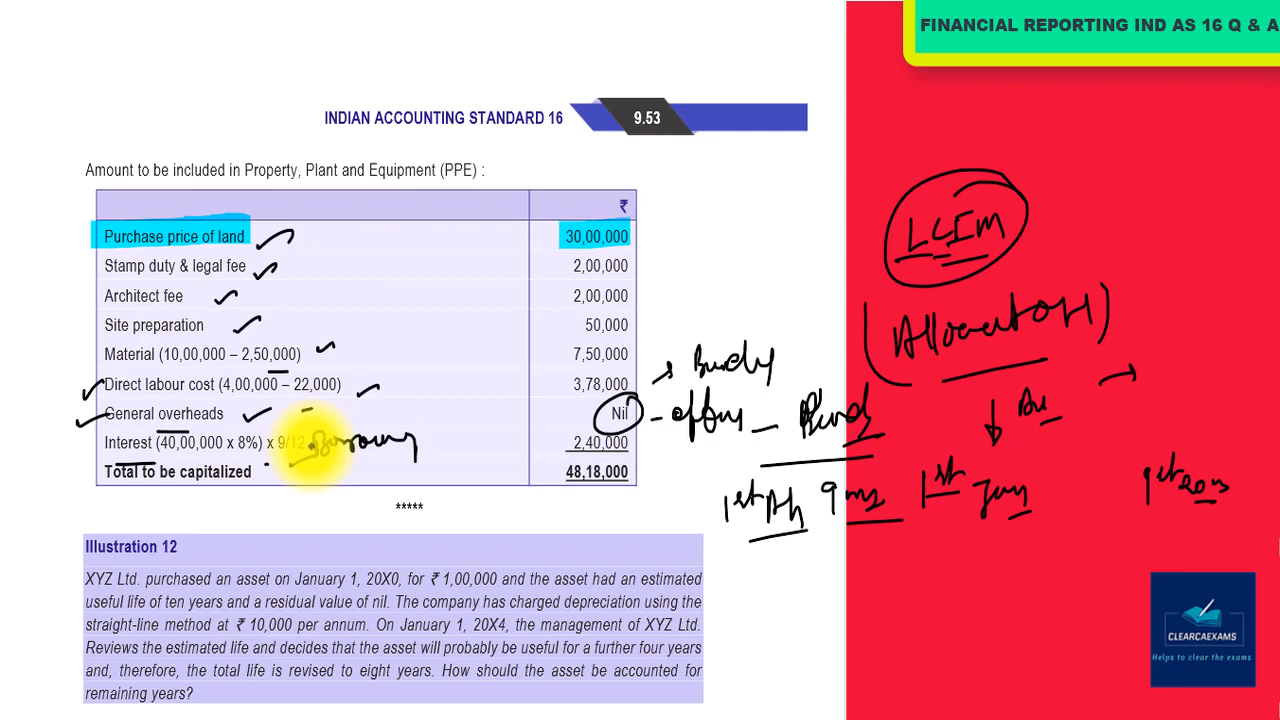 FINANCIAL REPORTING IND AS 16 Q & A
INDIAN ACCOUNTING STANDARD 16 9.53
Amount to be included in Property, Plant and Equipment (PPE) :
₹
Purchase price of land 30,00,000
Stamp duty & legal fee 2,00,000
Architect fee 2,00,000
Site preparation 50,000
Material (10,00,000 – 2,50,000) 7,50,000
Direct labour cost (4,00,000 – 22,000) 3,78,000
General overheads Nil
Interest (40,00,000 x 8%) x 9/12 2,40,000
Total to be capitalized 48,18,000
*****
9 1st
1st
Illustration 12
XYZ Ltd. purchased an asset on January 1, 20X0, for ₹ 1,00,000 and the asset had an estimated
useful life of ten years and a residual value of nil. The company has charged depreciation using the
straight-line method at ₹ 10,000 per annum. On January 1, 20X4, the management of XYZ Ltd.
Reviews the estimated life and decides that the asset will probably be useful for a further four years
and, therefore, the total life is revised to eight years. How should the asset be accounted for
remaining years?
CLEARCAEXAMS
Helps to clear the exams